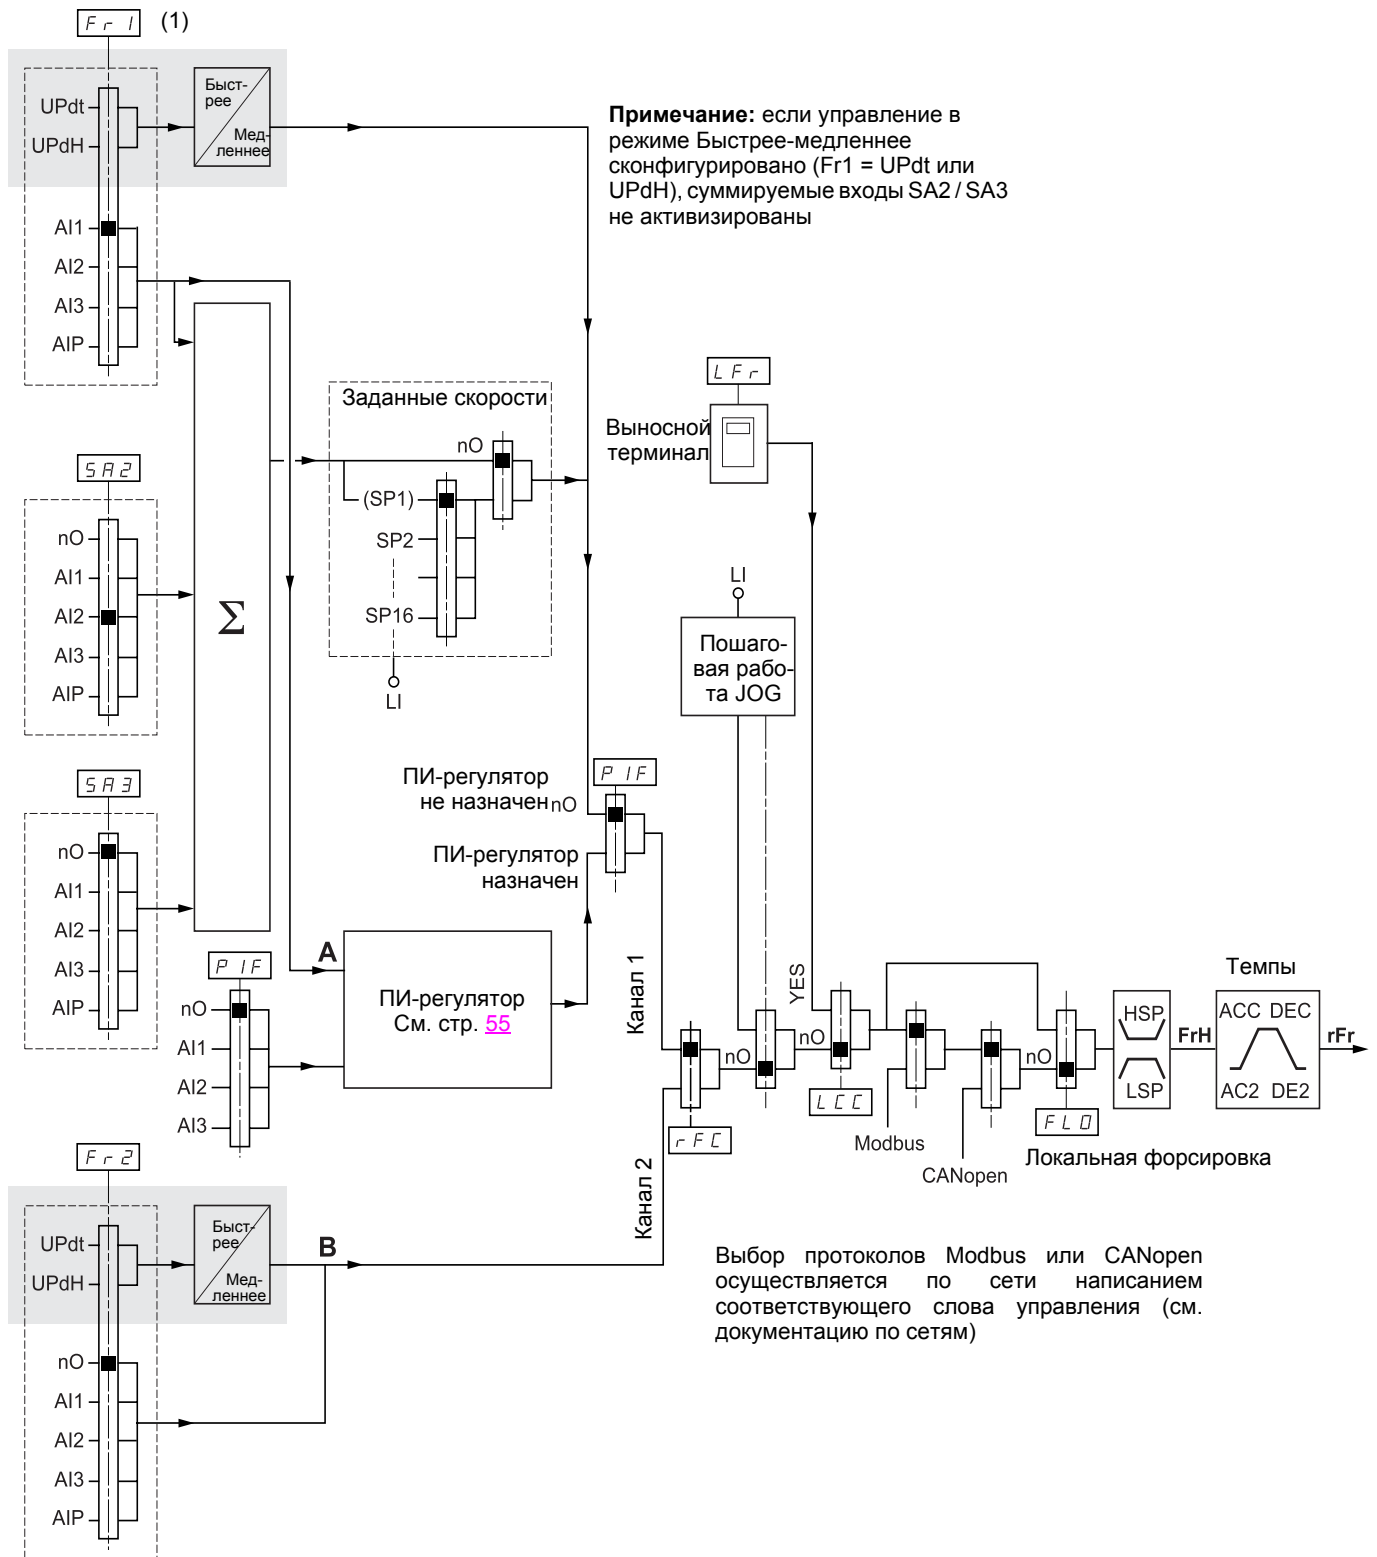 Fr1 (1)
UPdt
UPdH
Быст-
рее
Мед-
леннее
Примечание: если управление в
режиме Быстрее-медленнее
сконфигурировано (Fr1 = UPdt или
UPdH), суммируемые входы SA2 / SA3
не активизированы
AI1
AI2
AI3
AIP
SA2
nO
AI1
AI2
AI3
AIP
SA3
nO
AI1
AI2
AI3
AIP
Σ
Заданные скорости
nO
(SP1)
SP2
SP16
LI
LFr
Выносной
терминал
LI
Пошаго-
вая рабо-
та JOG
ПИ-регулятор
не назначен nO
PIF
ПИ-регулятор
назначен
PIF
nO
AI1
AI2
AI3
A
ПИ-регулятор
См. стр. 55
Канал 1
Канал 2
rFC
nO
nO
YES
LCC
Modbus
CANopen
nO
FLO
Локальная форсировка
HSP
LSP
FrH
Темпы
ACC DEC
AC2 DE2
rFr
Fr2
UPdt
UPdH
Быст-
рее
Мед-
леннее
B
nO
AI1
AI2
AI3
AIP
Выбор протоколов Modbus или CANopen
осуществляется по сети написанием
соответствующего слова управления (см.
документацию по сетям)